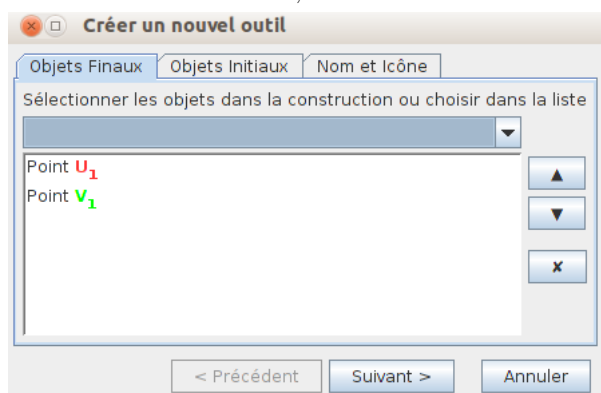 Créer un nouvel outil
Objets Finaux Objets Initiaux Nom et Icône
Sélectionner les objets dans la construction ou choisir dans la liste
Point U₁
Point V₁
< Précédent Suivant > Annuler